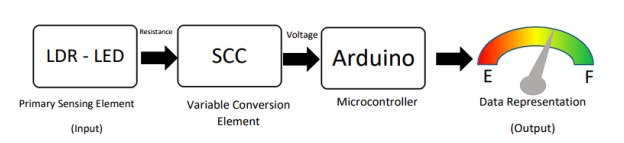 Resistance
Voltage
LDR - LED
SCC
Arduino
E
F
Primary Sensing Element
(Input)
Variable Conversion
Element
Microcontroller
Data Representation
(Output)